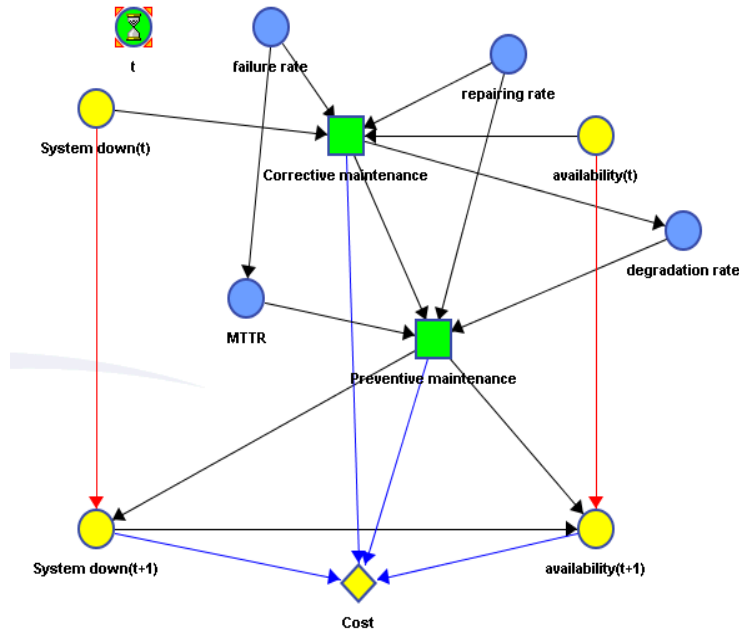 t
failure rate
repairing rate
System down(t)
Corrective maintenance
availability(t)
degradation rate
MTTR
Preventive maintenance
System down(t+1)
availability(t+1)
Cost